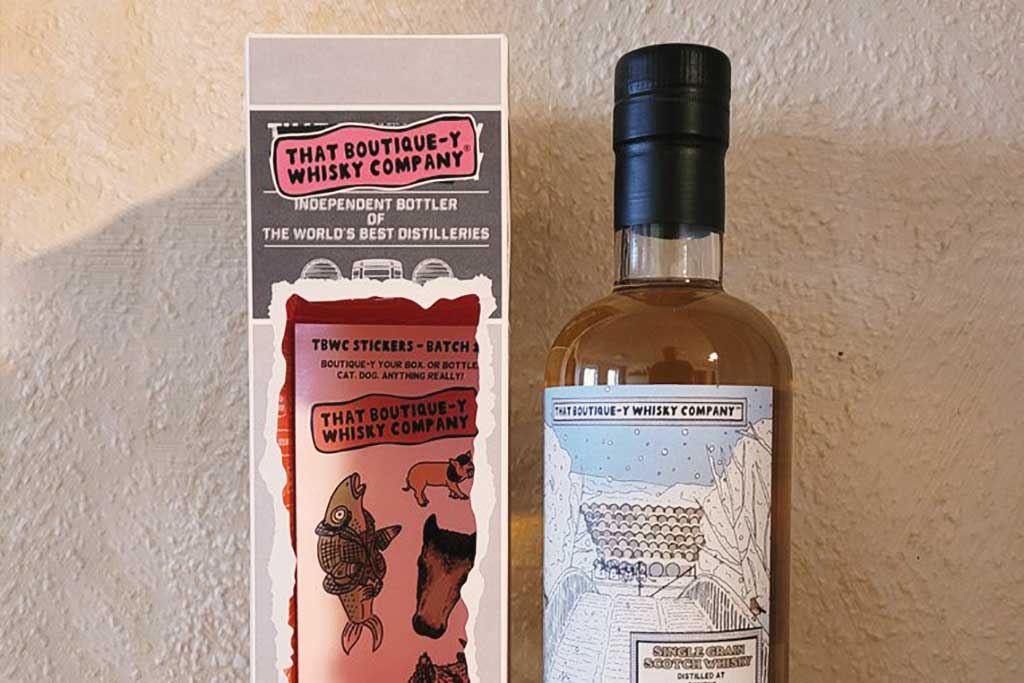 THAT BOUTIQUE-Y
WHISKY COMPANY®
INDEPENDENT BOTTLER
OF
THE WORLD'S BEST DISTILLERIES
TBWC STICKERS - BATCH
BOUTIQUE-Y YOUR BOX, OR BOTTLE,
CAT, DOG, ANYTHING REALLY!
THAT BOUTIQUE-Y
WHISKY COMPANY
THAT BOUTIQUE-Y WHISKY COMPANY™
SINGLE GRAIN
SCOTCH WHISKY
DISTILLED AT